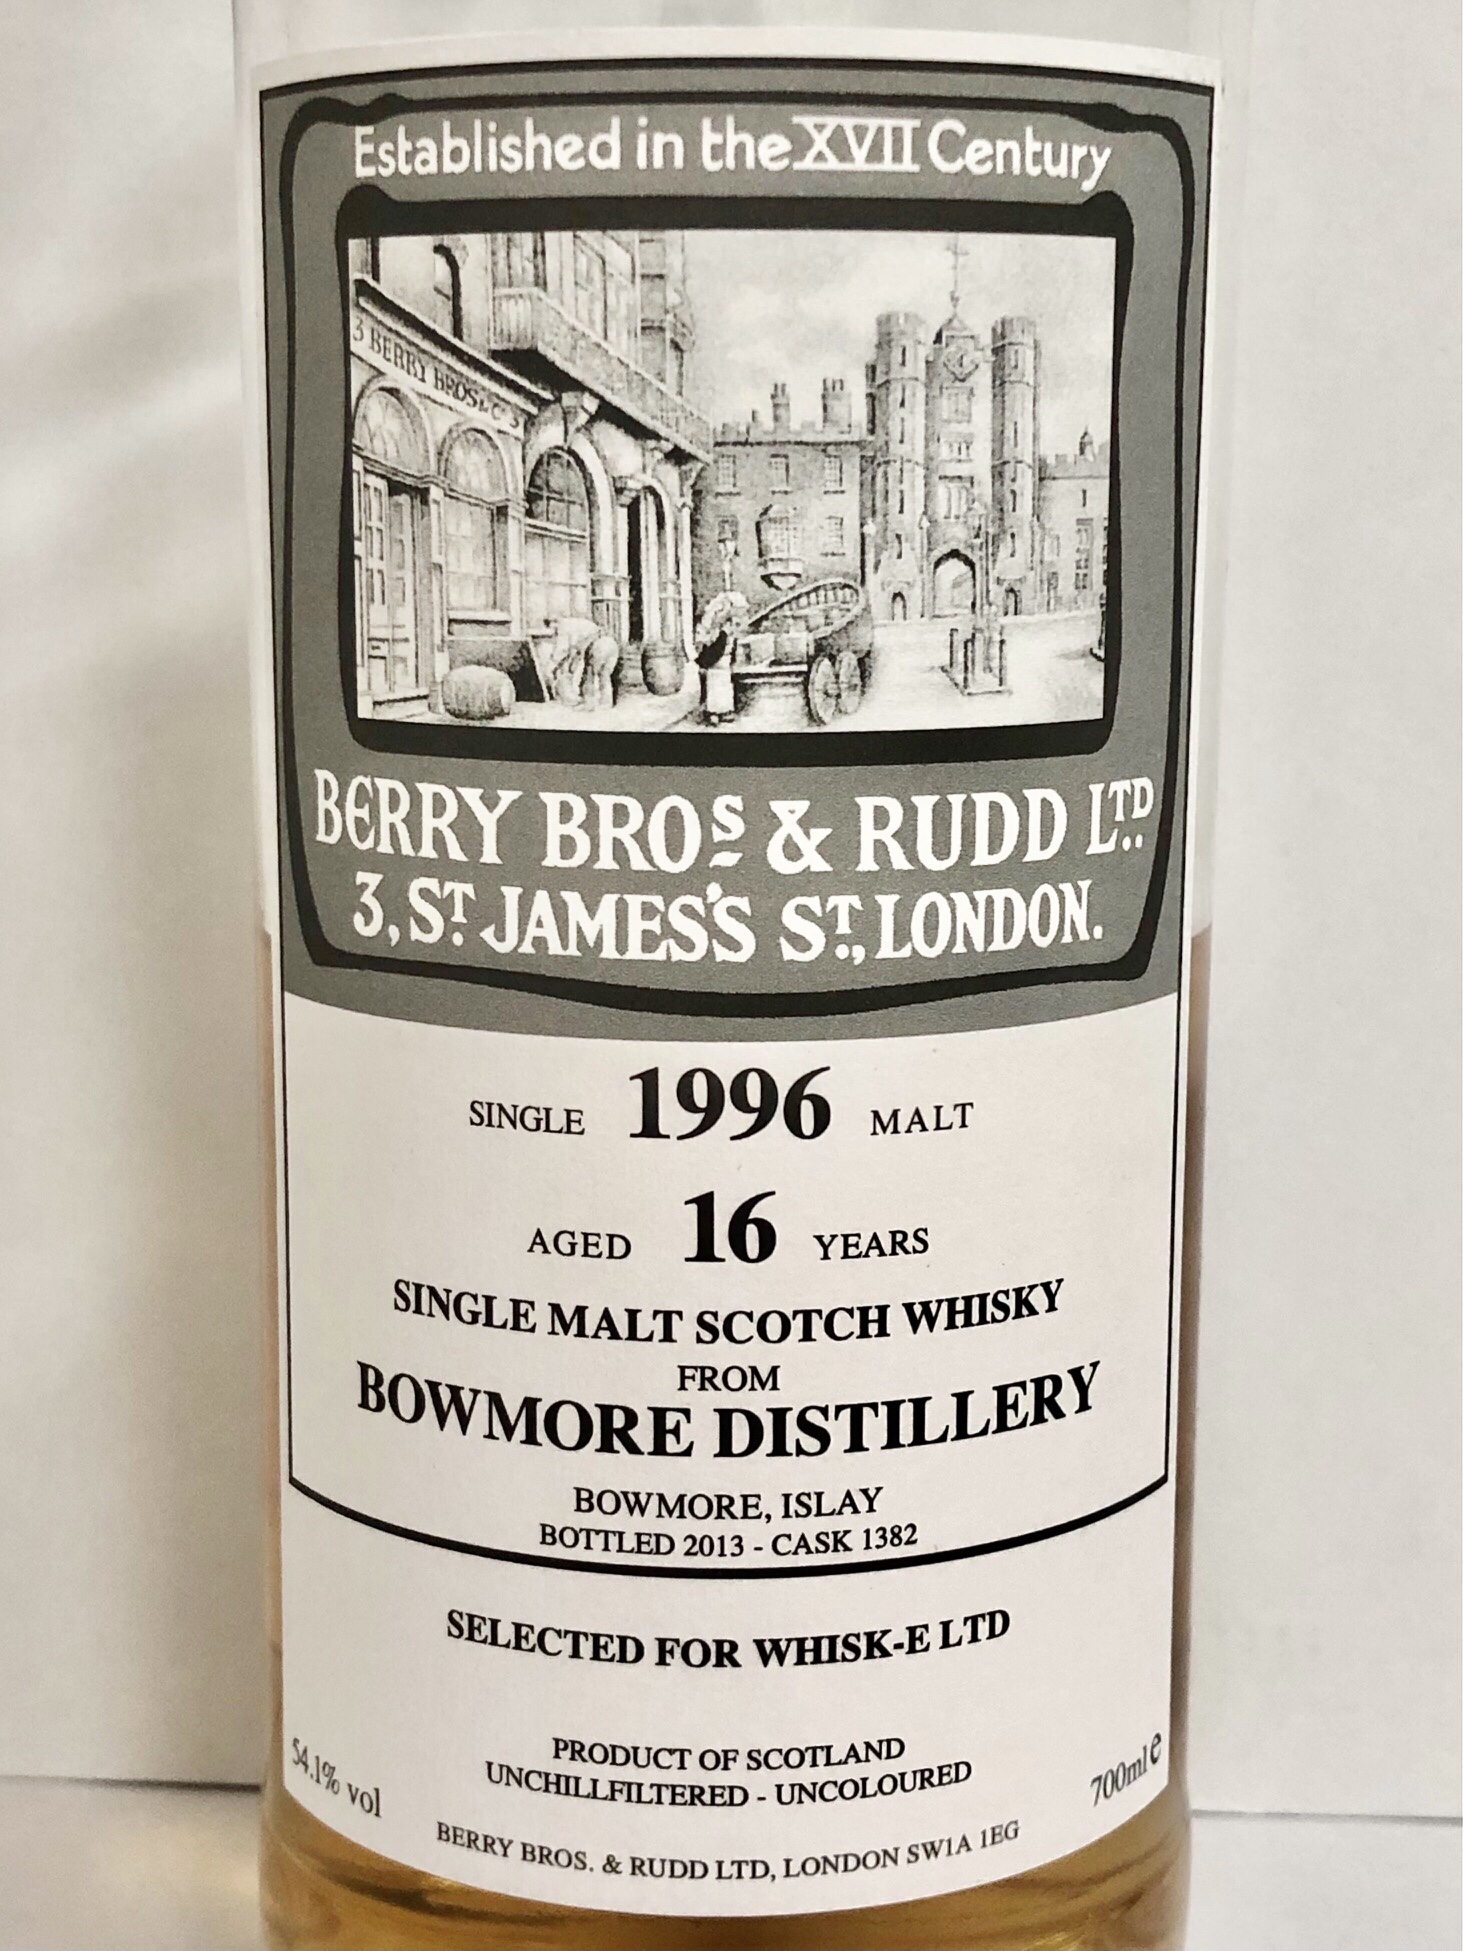 Established in the XVII Century
3 BERRY BROS & Co 3
BERRY BROS & RUDD LTD.
3, ST. JAMES'S ST., LONDON.
SINGLE 1996 MALT
AGED 16 YEARS
SINGLE MALT SCOTCH WHISKY
FROM
BOWMORE DISTILLERY
BOWMORE, ISLAY
BOTTLED 2013 - CASK 1382
SELECTED FOR WHISK-E LTD
PRODUCT OF SCOTLAND
UNCHILLFILTERED - UNCOLOURED
54.1% vol
700ml e
BERRY BROS. & RUDD LTD, LONDON SW1A 1EG